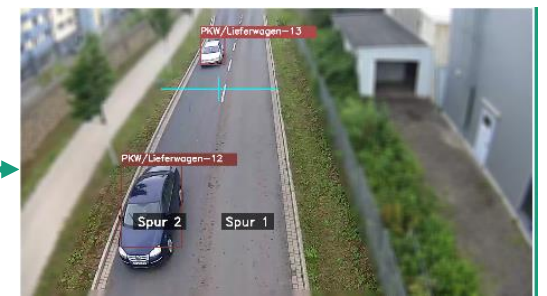 PKW/Lieferwagen-13
PKW/Lieferwagen-12
Spur 2
Spur 1